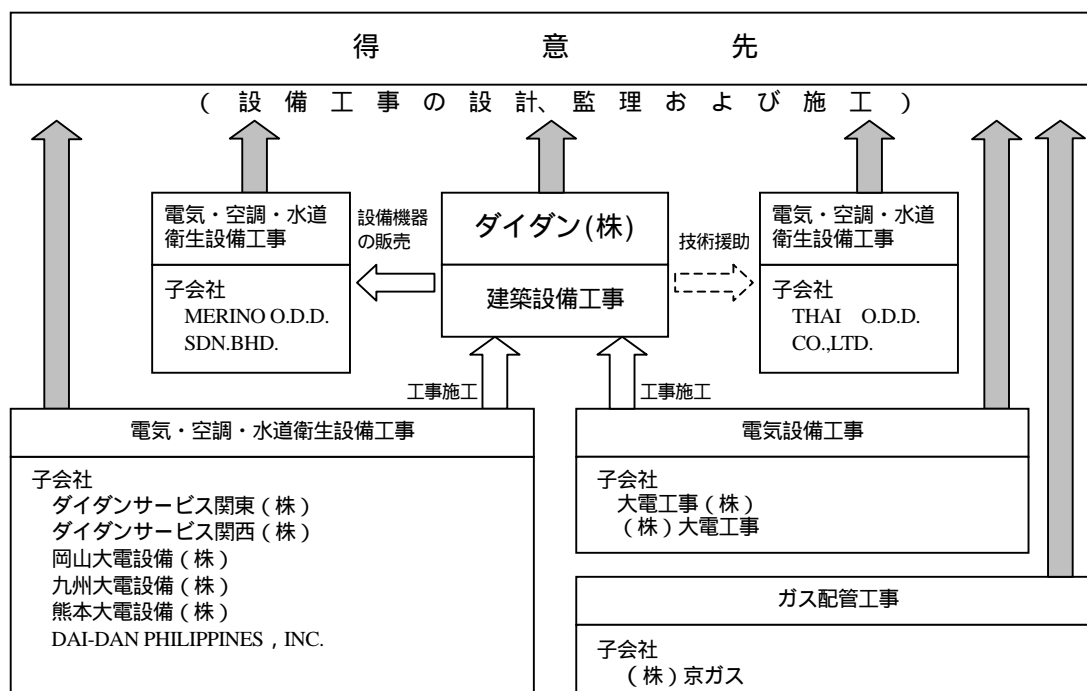 得意先
(設備工事の設計、監理および施工)
電気・空調・水道
衛生設備工事
子会社
MERINO O.D.D.
SDN.BHD.
設備機器
の販売
ダイダン(株)
建築設備工事
技術援助
電気・空調・水道
衛生設備工事
子会社
THAI O.D.D.
CO.,LTD.
工事施工
工事施工
電気・空調・水道衛生設備工事
子会社
ダイダンサービス関東(株)
ダイダンサービス関西(株)
岡山大電設備(株)
九州大電設備(株)
熊本大電設備(株)
DAI-DAN PHILIPPINES , INC.
電気設備工事
子会社
大電工事(株)
(株)大電工事
ガス配管工事
子会社
(株)京ガス